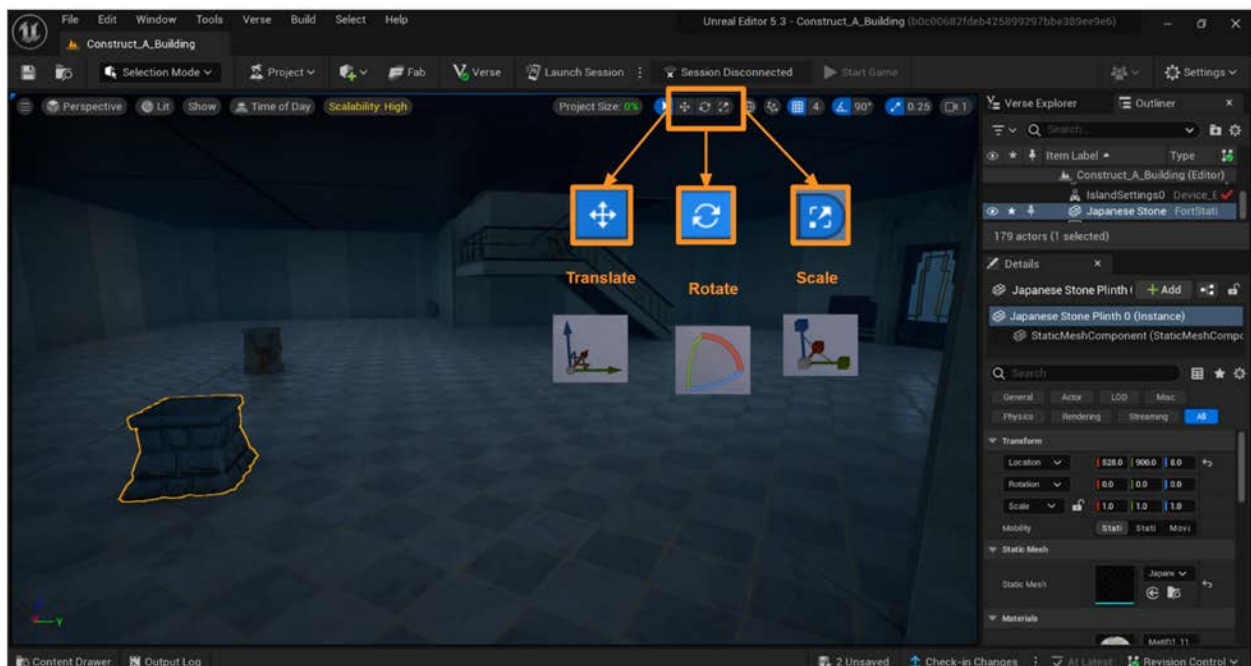 File Edit Window Tools Verse Build Select Help
Unreal Editor 5.3 - Construct_A_Building
Construct_A_Building
Selection Mode
Project
Fab
Verse
Launch Session
Session Disconnected
Start Game
Settings
Perspective
Lit
Show
Time of Day
Scalability: High
Project Size: 0%
4
90°
0.25
1
Verse Explorer
Outliner
Search...
Item Label
Type
Construct_A_Building (Editor)
IslandSettings0 Device_E
Japanese Stone FortStati
179 actors (1 selected)
Translate
Rotate
Scale
Details
Japanese Stone Plinth
Add
Japanese Stone Plinth 0 (Instance)
StaticMeshComponent (StaticMeshCompo
Search
General Actor LOD Misc
Physics Rendering Streaming All
Transform
Location 528.0 900.0 8.0
Rotation 0.0 0.0 0.0
Scale 1.0 1.0 1.0
Mobility Stati Stati Mova
Static Mesh
Static Mesh
Materials
Y
Content Drawer
Output Log
2 Unsaved
Check-in Changes
At Latest
Revision Control